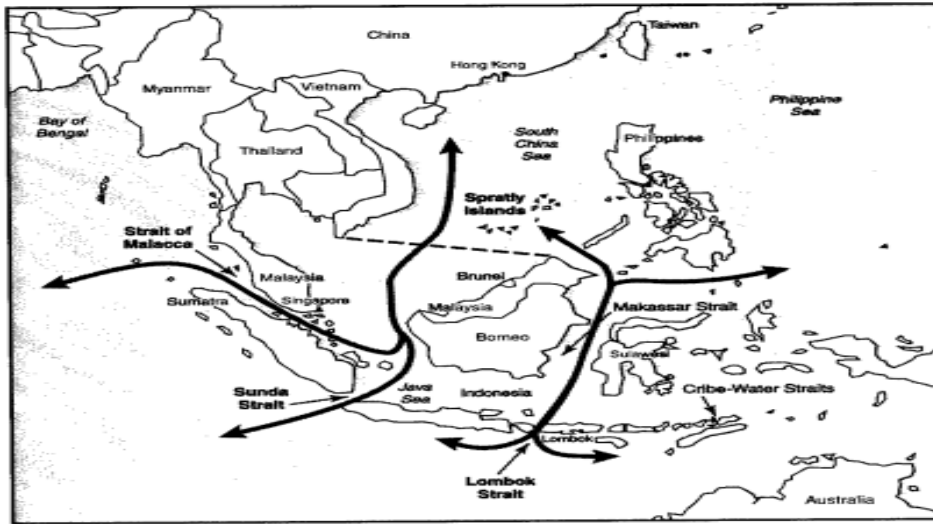 Taiwan
China
Hong Kong
Myanmar
Vietnam
Philippine
Sea
Bay of
Bengal
South
China
Sea
Philippines
Thailand
Spratly
Islands
Strait of
Malacca
Malaysia
Brunei
Sumatra
Singapore
Malaysia
Makassar Strait
Borneo
Sulawesi
Sunda
Strait
Java
Sea
Indonesia
Cribe-Water Straits
Lombok
Lombok
Strait
Australia